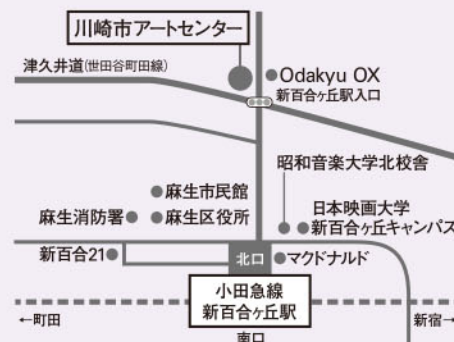 川崎市アートセンター
津久井道(世田谷町田線)
Odakyu OX
新百合ヶ丘駅入口
昭和音楽大学北校舎
麻生市民館
日本映画大学
麻生消防署
麻生区役所
新百合ヶ丘キャンパス
新百合21
北口
マクドナルド
小田急線
新百合ヶ丘駅
←町田
新宿→
南口